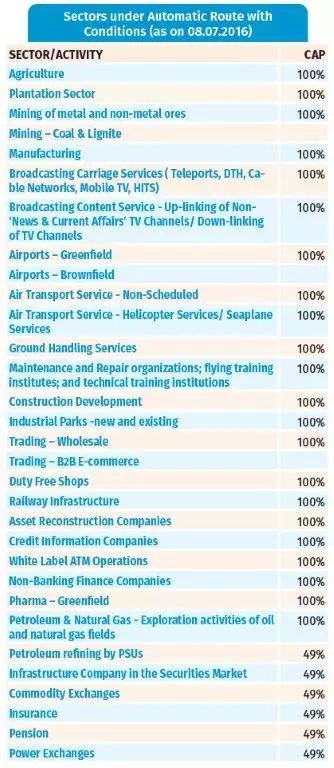 Sectors under Automatic Route with
Conditions (as on 08.07.2016)
SECTOR/ACTIVITY CAP
Agriculture 100%
Plantation Sector 100%
Mining of metal and non-metal ores 100%
Mining – Coal & Lignite
Manufacturing 100%
Broadcasting Carriage Services ( Teleports, DTH, Ca- 100%
ble Networks, Mobile TV, HITS)
Broadcasting Content Service - Up-linking of Non- 100%
‘News & Current Affairs’ TV Channels/ Down-linking
of TV Channels
Airports – Greenfield 100%
Airports – Brownfield
Air Transport Service - Non-Scheduled 100%
Air Transport Service - Helicopter Services/ Seaplane 100%
Services
Ground Handling Services 100%
Maintenance and Repair organizations; flying training 100%
institutes; and technical training institutions
Construction Development 100%
Industrial Parks -new and existing 100%
Trading – Wholesale 100%
Trading – B2B E-commerce
Duty Free Shops 100%
Railway Infrastructure 100%
Asset Reconstruction Companies 100%
Credit Information Companies 100%
White Label ATM Operations 100%
Non-Banking Finance Companies 100%
Pharma – Greenfield 100%
Petroleum & Natural Gas - Exploration activities of oil 100%
and natural gas fields
Petroleum refining by PSUs 49%
Infrastructure Company in the Securities Market 49%
Commodity Exchanges 49%
Insurance 49%
Pension 49%
Power Exchanges 49%